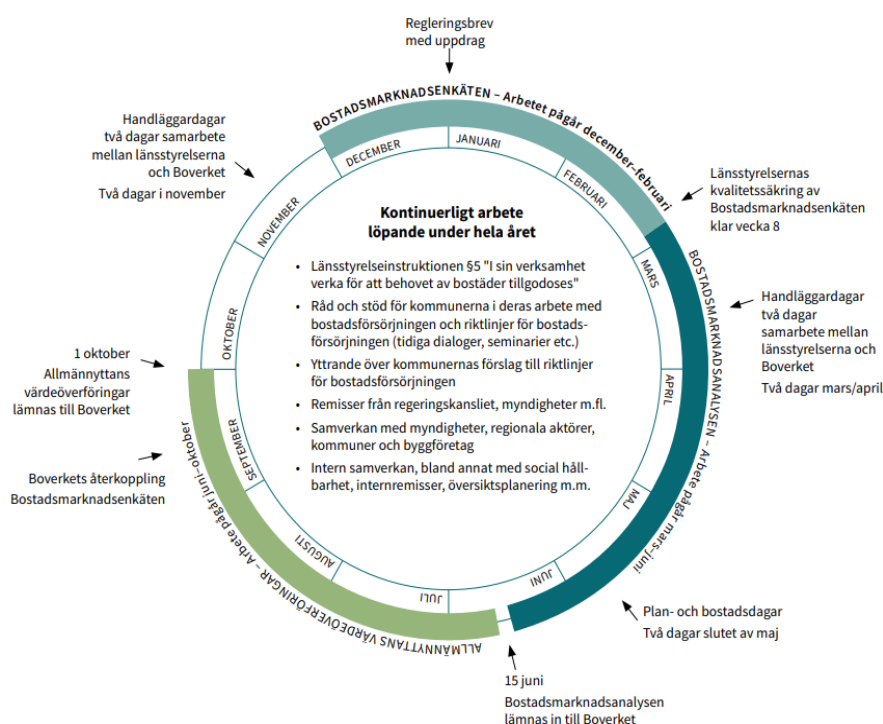 Regleringsbrev
med uppdrag
BOSTADSMARKNADSENKÄTEN – Arbetet pågår december–februari
Handläggardagar
två dagar samarbete
mellan länsstyrelserna
och Boverket
Två dagar i november
DECEMBER
JANUARI
FEBRUARI
Länsstyrelsernas
kvalitetssäkring av
Bostadsmarknadsenkäten
klar vecka 8
NOVEMBER
MARS
BOSTADSMARKNADSANALYSEN – Arbete pågår mars–juni
Kontinuerligt arbete
löpande under hela året
• Länsstyrelseinstruktionen §5 "I sin verksamhet
verka för att behovet av bostäder tillgodoses"
• Råd och stöd för kommunerna i deras arbete med
bostadsförsörjningen och riktlinjer för bostads-
försörjningen (tidiga dialoger, seminarier etc.)
• Yttrande över kommunernas förslag till riktlinjer
för bostadsförsörjningen
• Remisser från regeringskansliet, myndigheter m.fl.
• Samverkan med myndigheter, regionala aktörer,
kommuner och byggföretag
• Intern samverkan, bland annat med social håll-
barhet, internremisser, översiktsplanering m.m.
Handläggardagar
två dagar
samarbete mellan
länsstyrelserna och
Boverket
Två dagar mars/april
OKTOBER
APRIL
1 oktober
Allmännyttans
värdeöverföringar
lämnas till Boverket
SEPTEMBER
MAJ
Boverkets återkoppling
Bostadsmarknadsenkäten
AUGUSTI
JULI
JUNI
ALLMÄNNYTTANS VÄRDEÖVERFÖRINGAR – Arbete pågår juni–oktober
Plan- och bostadsdagar
Två dagar slutet av maj
15 juni
Bostadsmarknadsanalysen
lämnas in till Boverket